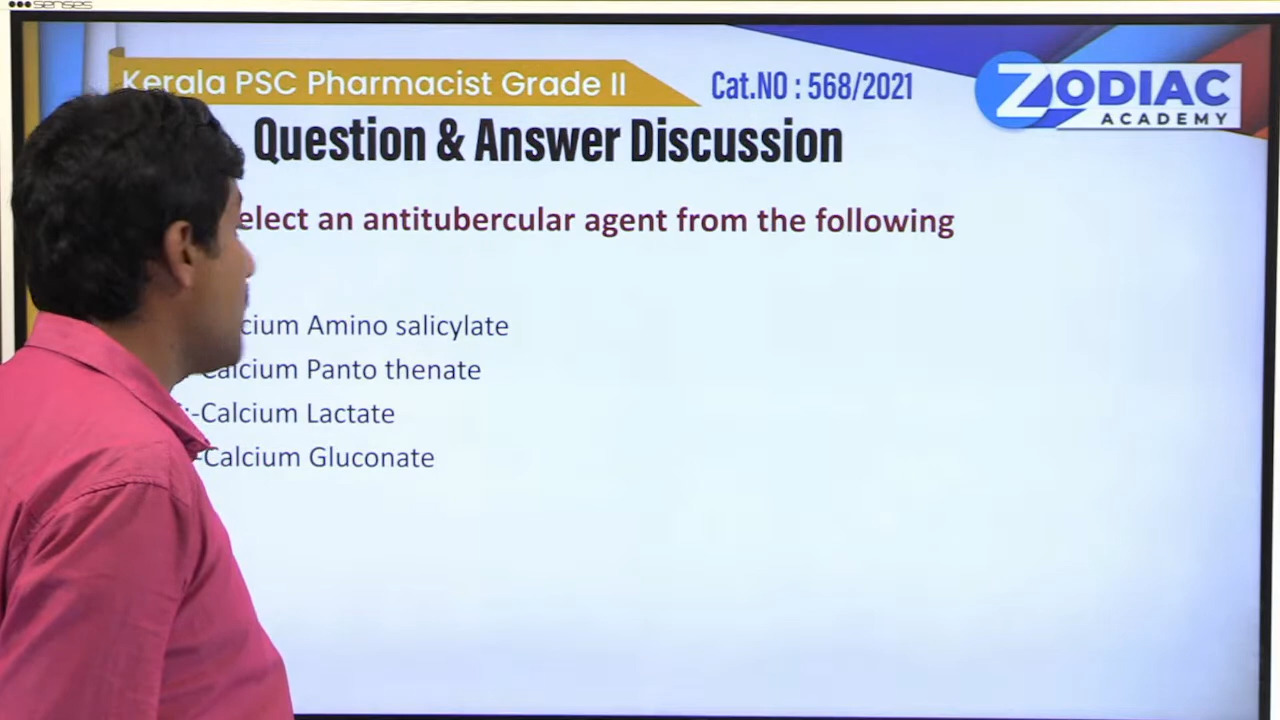 senses
Kerala PSC Pharmacist Grade II
Cat.NO : 568/2021
ZODIAC
ACADEMY
Question & Answer Discussion
elect an antitubercular agent from the following
cium Amino salicylate
-Calcium Panto thenate
:-Calcium Lactate
-Calcium Gluconate